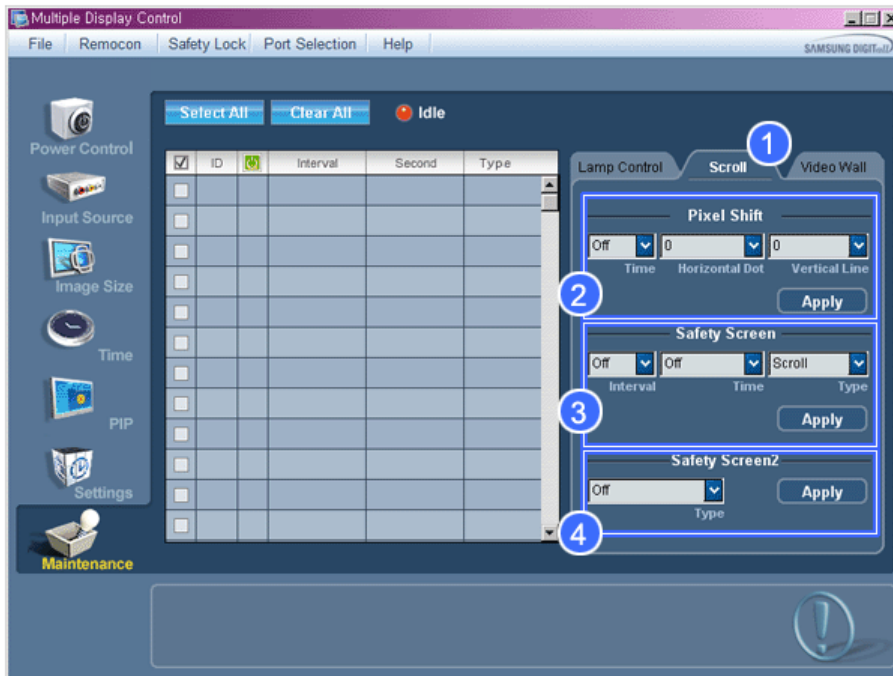 Multiple Display Control
File Remocon Safety Lock Port Selection Help
SAMSUNG DIGITall
Select All Clear All Idle
1
ID Interval Second Type
Lamp Control Scroll Video Wall
Power Control
Input Source
Image Size
Time
PIP
Settings
Maintenance
Pixel Shift
Off 0 0
Time Horizontal Dot Vertical Line
2
Apply
Safety Screen
Off Off Scroll
Interval Time Type
3
Apply
Safety Screen2
Off Apply
Type
4